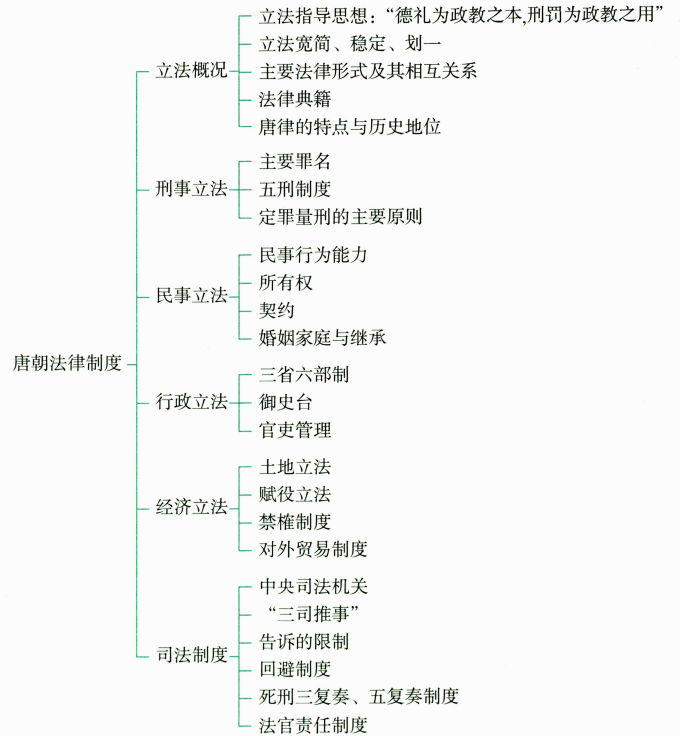 唐朝法律制度
立法概况
立法指导思想：“德礼为政教之本,刑罚为政教之用”
立法宽简、稳定、划一
主要法律形式及其相互关系
法律典籍
唐律的特点与历史地位
刑事立法
主要罪名
五刑制度
定罪量刑的主要原则
民事立法
民事行为能力
所有权
契约
婚姻家庭与继承
行政立法
三省六部制
御史台
官吏管理
经济立法
土地立法
赋役立法
禁榷制度
对外贸易制度
司法制度
中央司法机关
“三司推事”
告诉的限制
回避制度
死刑三复奏、五复奏制度
法官责任制度